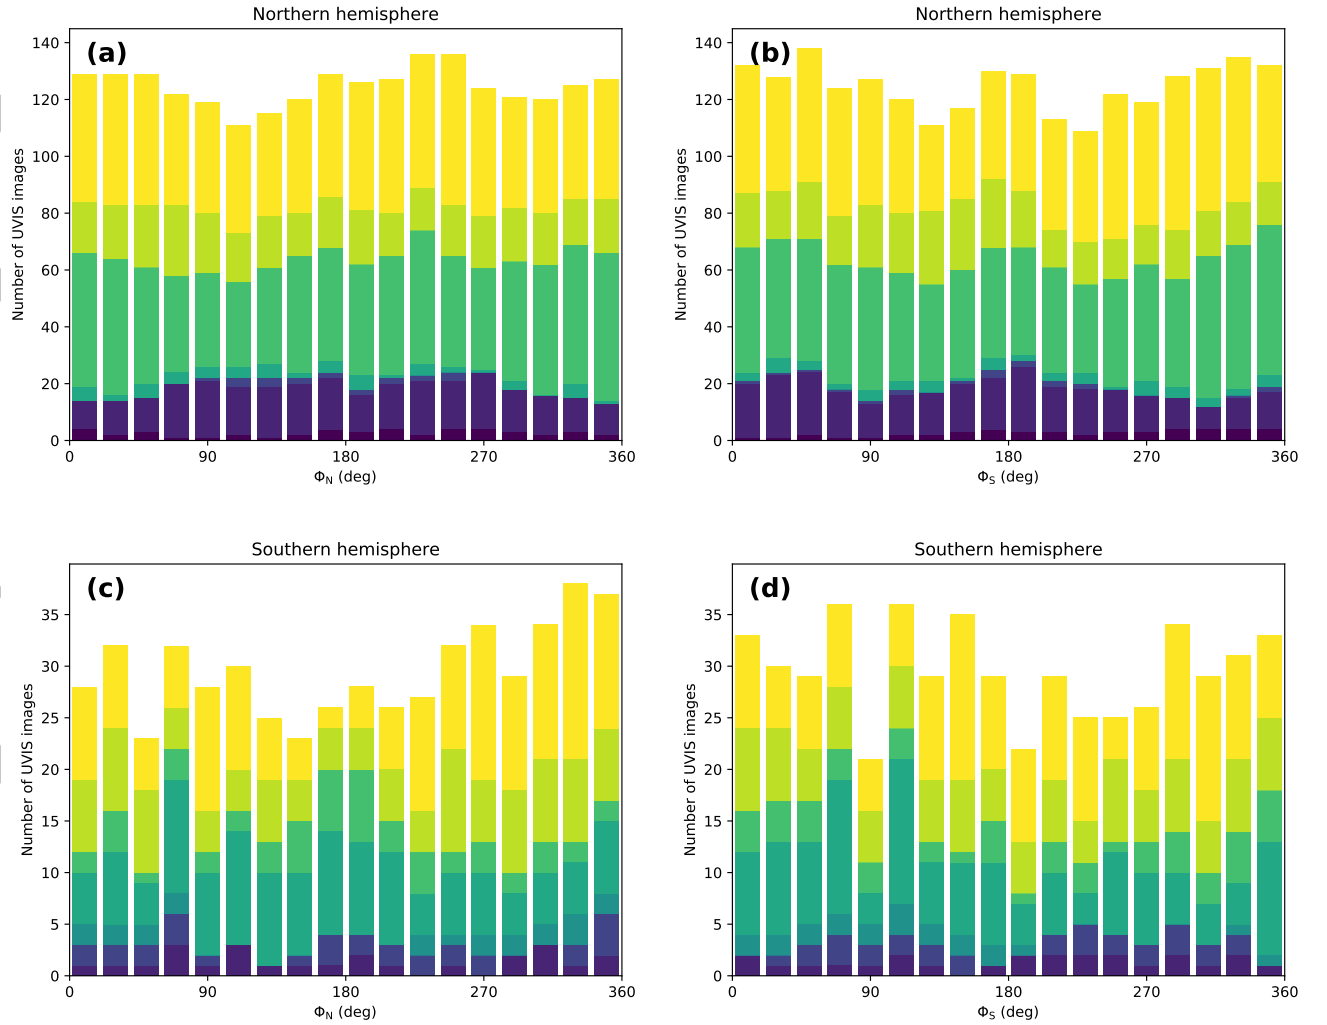 Northern hemisphere
(a)
Number of UVIS images
140
120
100
80
60
40
20
0
0 90 180 270 360
Φ_N (deg)
Northern hemisphere
(b)
Number of UVIS images
140
120
100
80
60
40
20
0
0 90 180 270 360
Φ_S (deg)
Southern hemisphere
(c)
Number of UVIS images
35
30
25
20
15
10
5
0
0 90 180 270 360
Φ_N (deg)
Southern hemisphere
(d)
Number of UVIS images
35
30
25
20
15
10
5
0
0 90 180 270 360
Φ_S (deg)